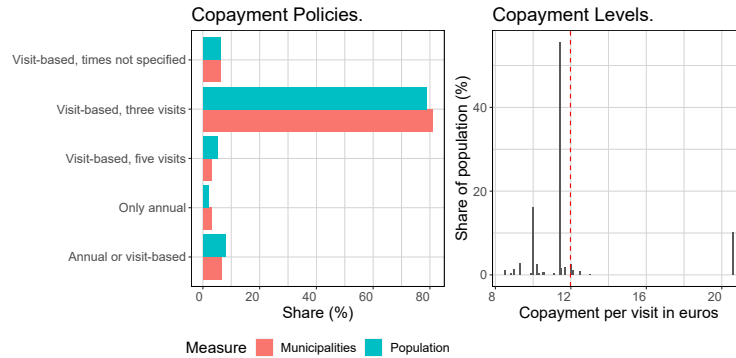 Copayment Policies.
Visit-based, times not specified
Visit-based, three visits
Visit-based, five visits
Only annual
Annual or visit-based
0 20 40 60 80
Share (%)
Copayment Levels.
Share of population (%)
40
20
0
8 12 16 20
Copayment per visit in euros
Measure Municipalities Population